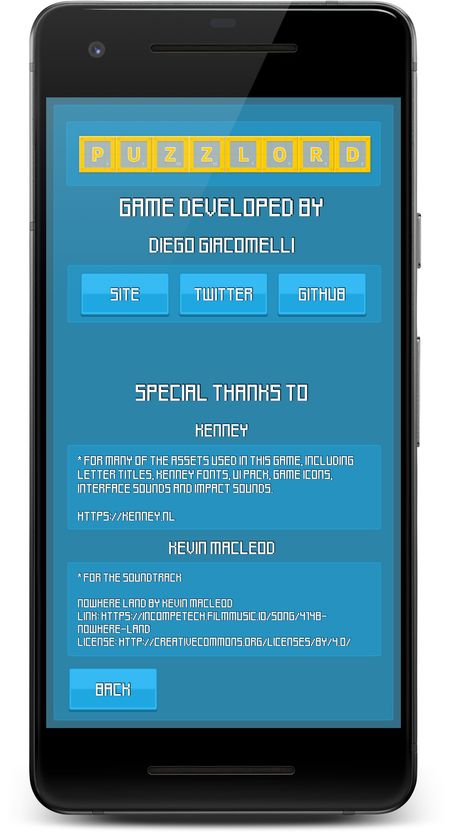 PUZZLORD
GAME DEVELOPED BY
DIEGO GIACOMELLI
SITE TWITTER GITHUB
SPECIAL THANKS TO
KENNEY
* FOR MANY OF THE ASSETS USED IN THIS GAME, INCLUDING
LETTER TITLES, KENNEY FONTS, UI PACK, GAME ICONS,
INTERFACE SOUNDS AND IMPACT SOUNDS.
HTTPS://KENNEY.NL
KEVIN MACLEOD
* FOR THE SOUNDTRACK
NOWHERE LAND BY KEVIN MACLEOD
LINK: HTTPS://INCOMPETECH.FILMMUSIC.IO/SONG/4148-
NOWHERE-LAND
LICENSE: HTTP://CREATIVECOMMONS.ORG/LICENSES/BY/4.0/
BACK